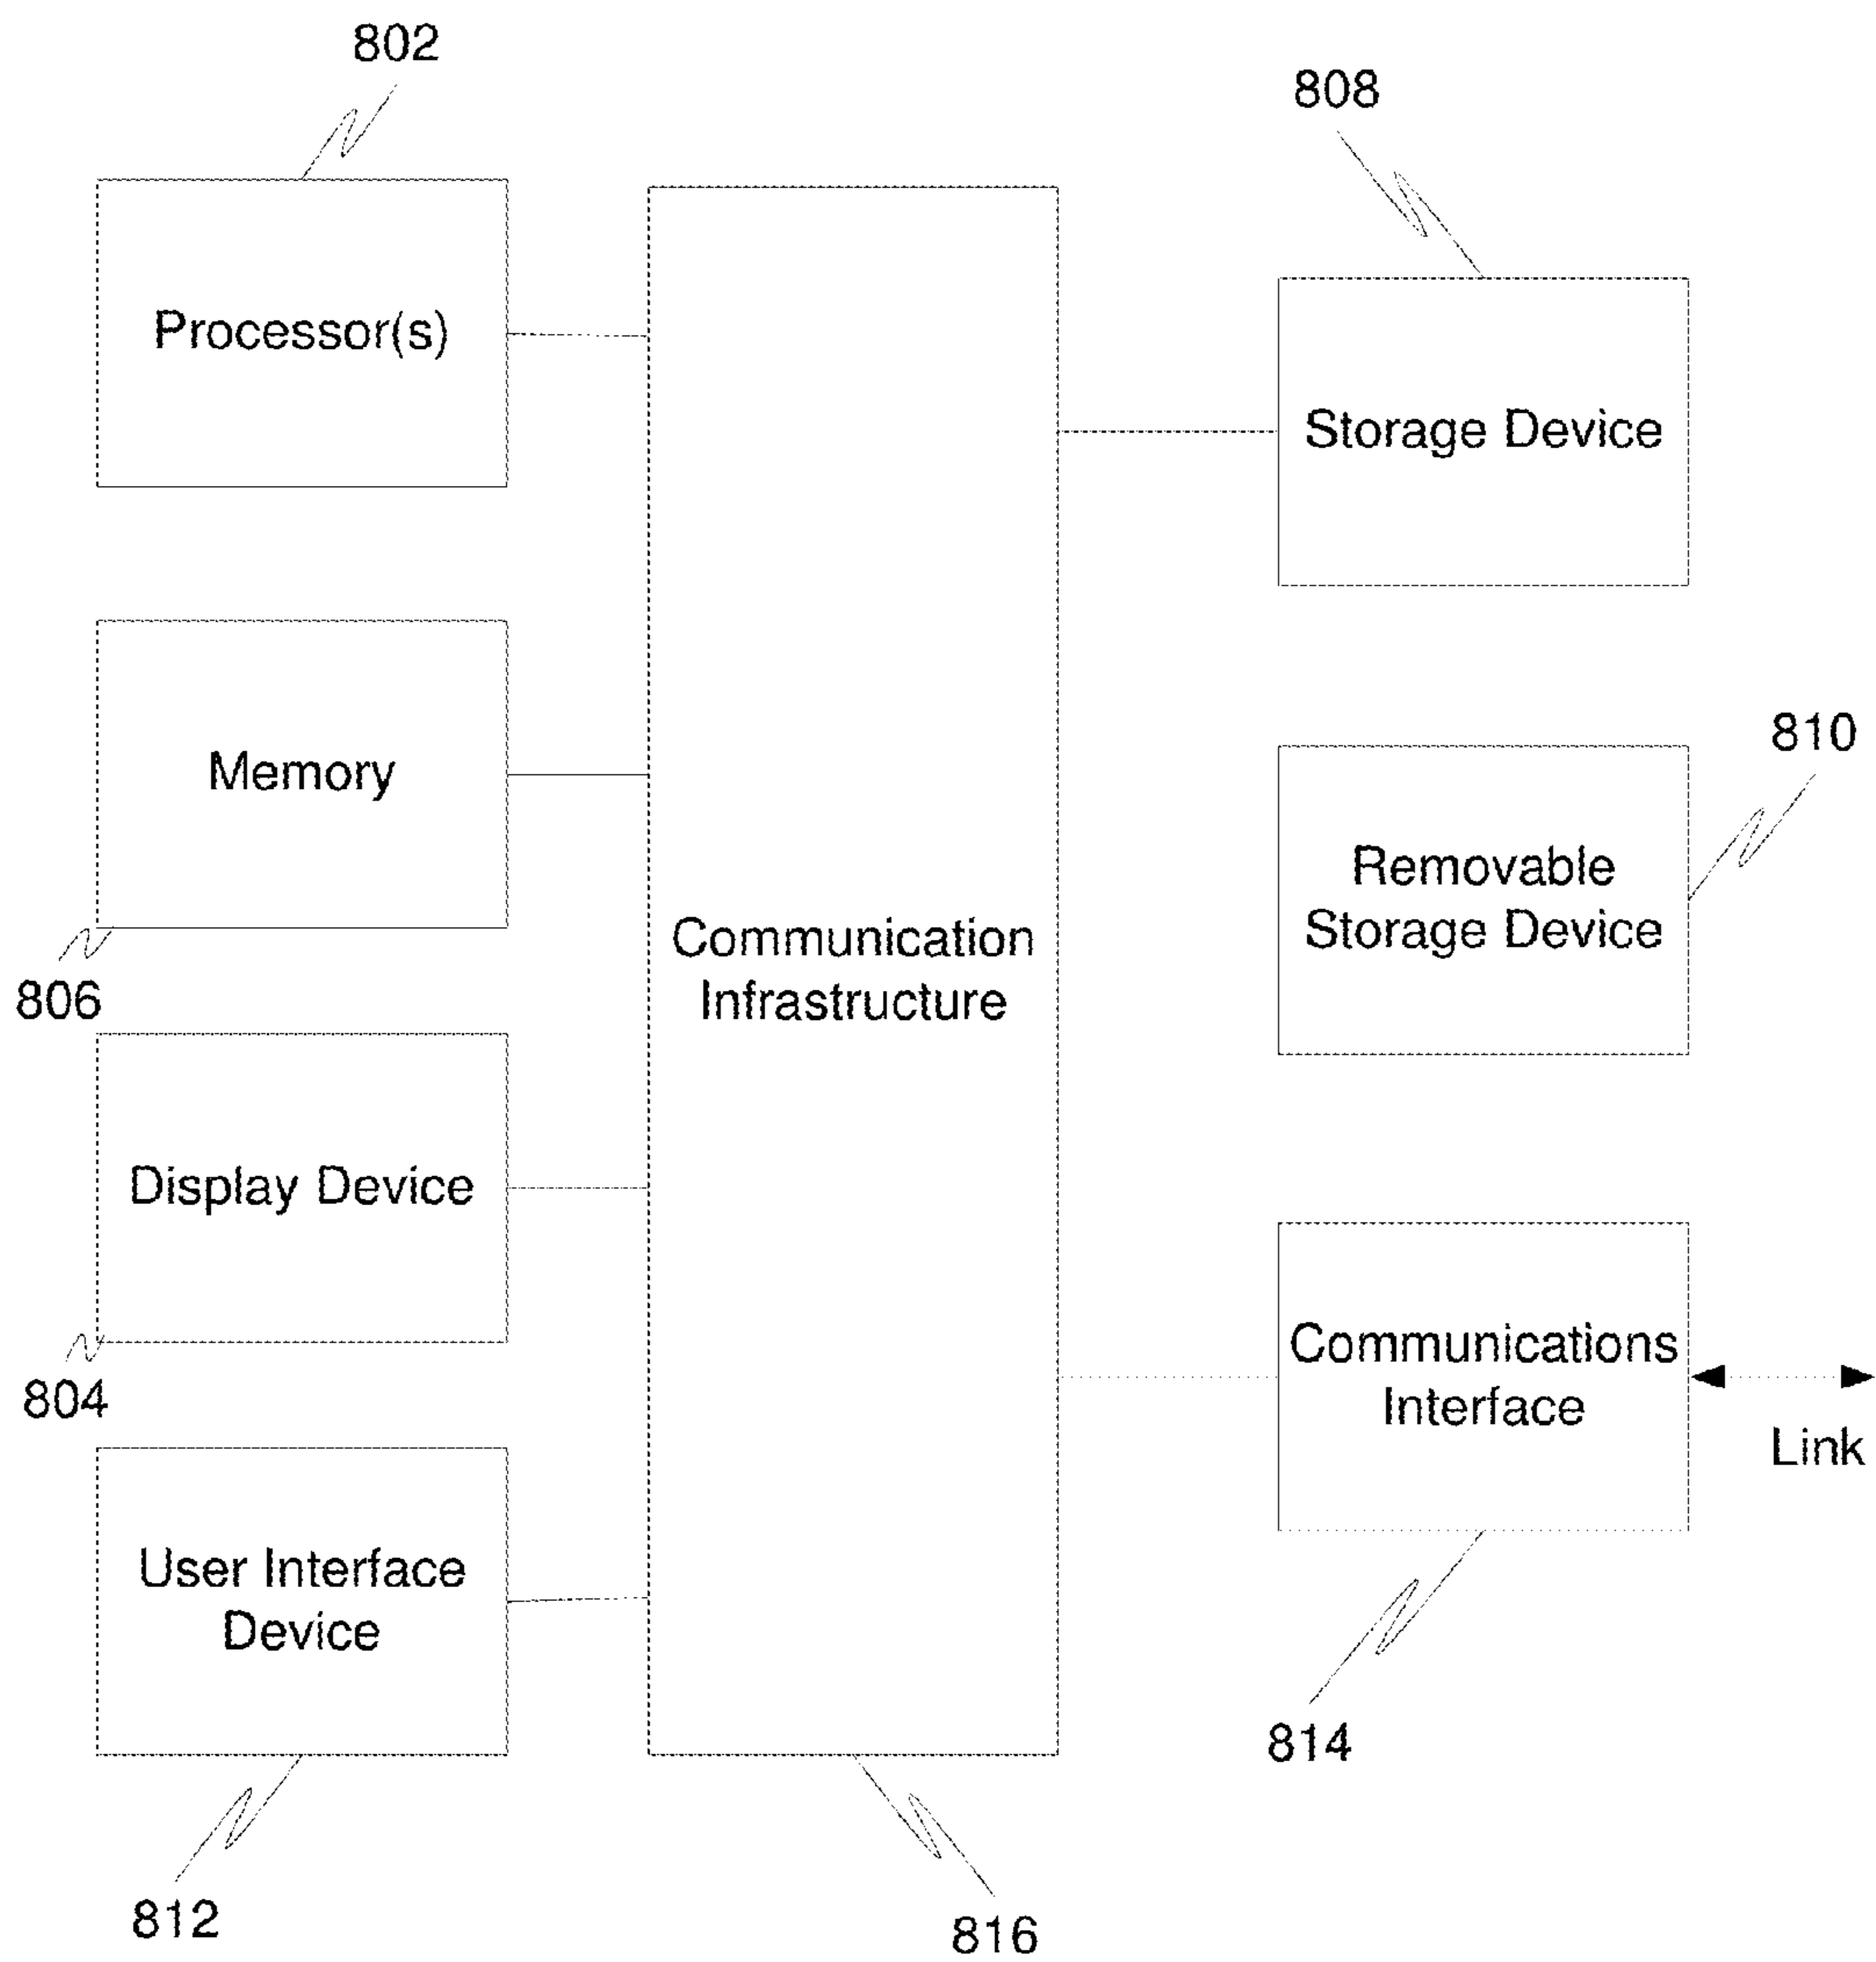 802
808
Processor(s)
Storage Device
810
Memory
Removable
Storage Device
Communication
Infrastructure
806
Display Device
Communications
Interface
Link
804
User Interface
Device
814
812
816